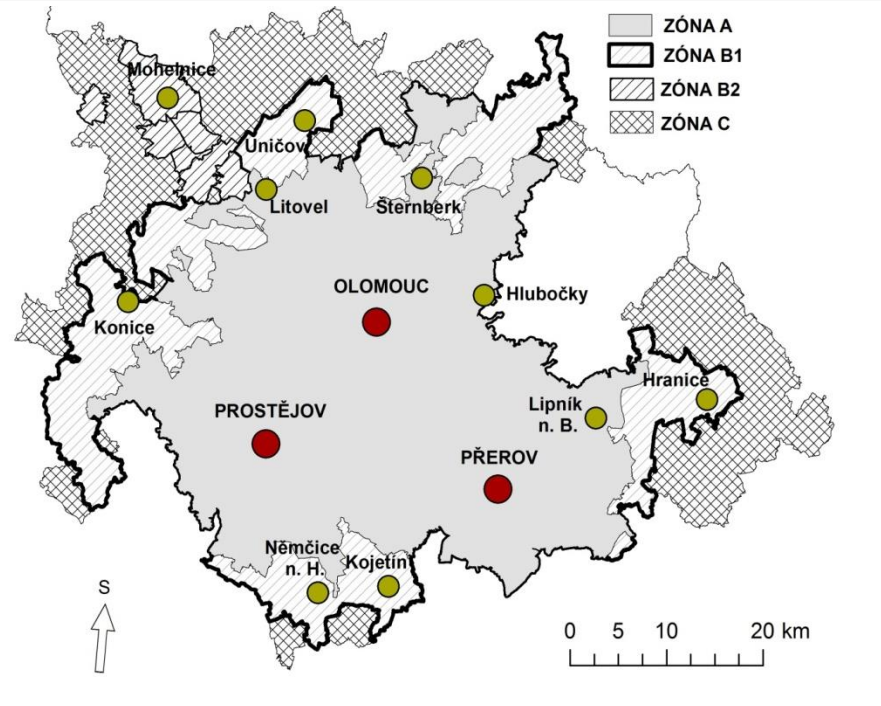 ZÓNA A
ZÓNA B1
ZÓNA B2
ZÓNA C
Mohelnice
Uničov
Litovel
Šternberk
OLOMOUC
Hlubočky
Konice
Hranice
PROSTĚJOV
Lipník
n. B.
PŘEROV
Němčice
n. H.
Kojetín
S
0 5 10 20 km